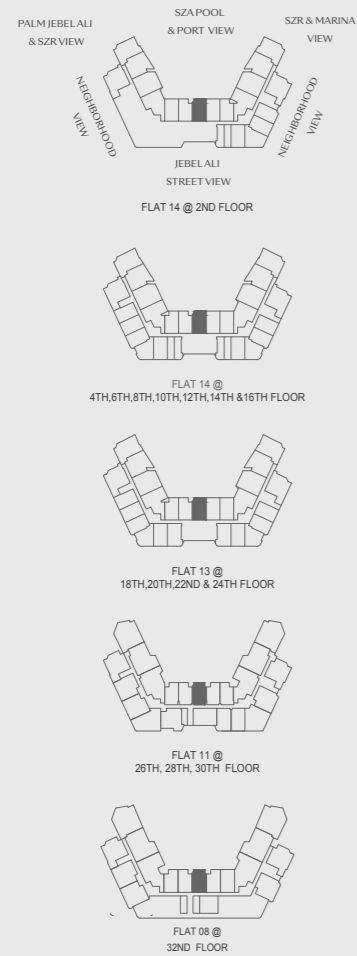 PALM JEBEL ALI
& SZR VIEW
SZA POOL
& PORT VIEW
SZR & MARINA
VIEW
NEIGHBORHOOD
VIEW
NEIGHBORHOOD
VIEW
JEBEL ALI
STREET VIEW
FLAT 14 @ 2ND FLOOR
FLAT 14 @
4TH,6TH,8TH,10TH,12TH,14TH &16TH FLOOR
FLAT 13 @
18TH,20TH,22ND & 24TH FLOOR
FLAT 11 @
26TH, 28TH, 30TH FLOOR
FLAT 08 @
32ND FLOOR